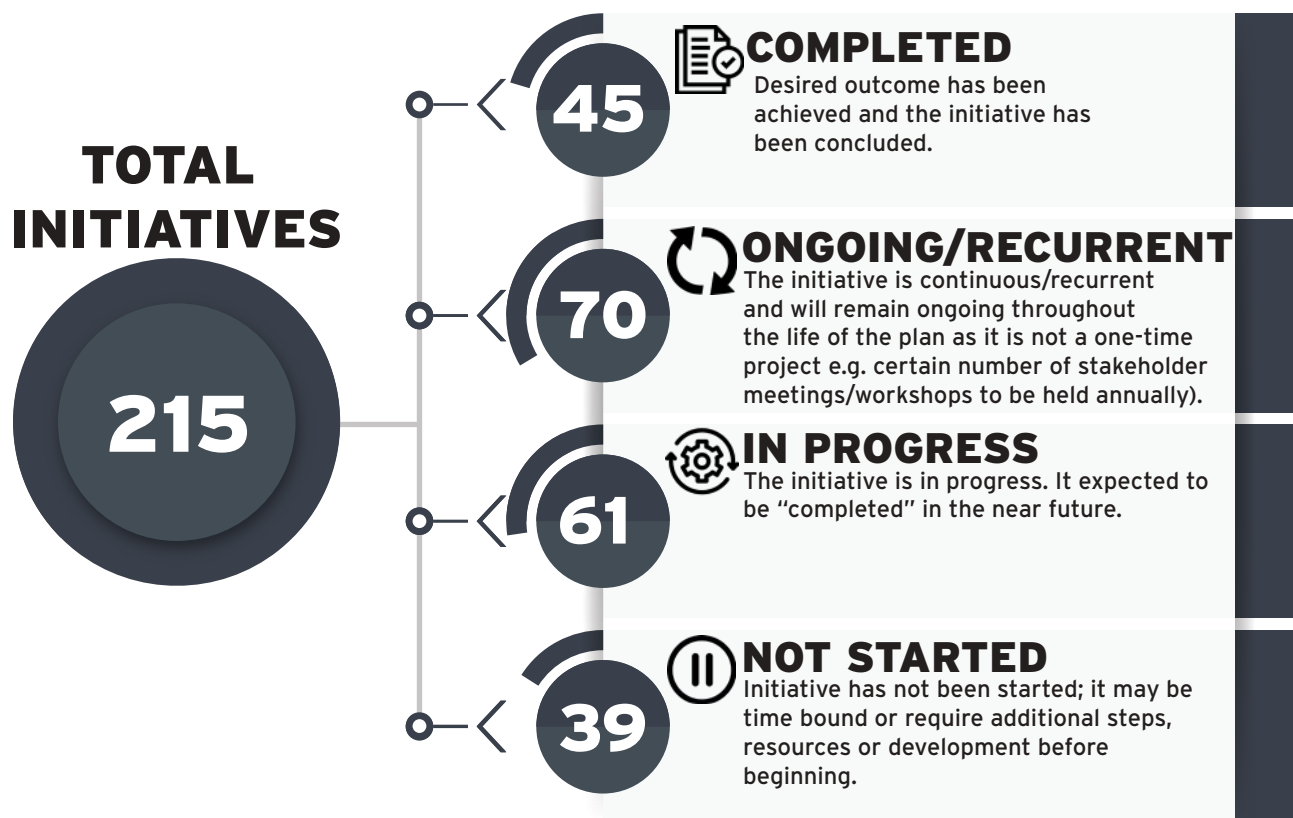 TOTAL
INITIATIVES
215
45
COMPLETED
Desired outcome has been
achieved and the initiative has
been concluded.
70
ONGOING/RECURRENT
The initiative is continuous/recurrent
and will remain ongoing throughout
the life of the plan as it is not a one-time
project e.g. certain number of stakeholder
meetings/workshops to be held annually).
61
IN PROGRESS
The initiative is in progress. It expected to
be “completed” in the near future.
39
NOT STARTED
Initiative has not been started; it may be
time bound or require additional steps,
resources or development before
beginning.